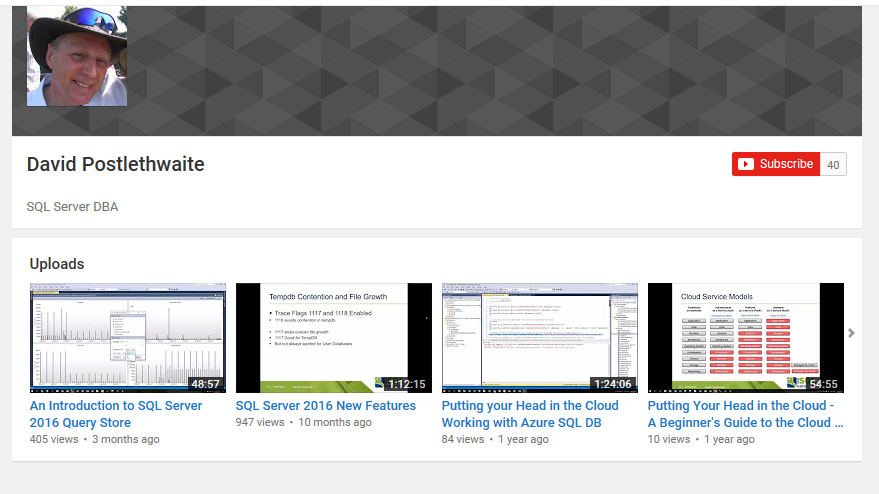 David Postlethwaite
Subscribe 40
SQL Server DBA
Uploads
48:57
Tempdb Contention and File Growth
Trace Flags 1117 and 1118 Enabled
1118 avoids contention in tempdb
1117 stops uneven file growth
1117 Good for TempDB
But not always wanted for User Databases
1:12:15
1:24:06
Cloud Service Models
54:55
An Introduction to SQL Server
2016 Query Store
405 views • 3 months ago
SQL Server 2016 New Features
947 views • 10 months ago
Putting your Head in the Cloud
Working with Azure SQL DB
84 views • 1 year ago
Putting Your Head in the Cloud -
A Beginner's Guide to the Cloud ...
10 views • 1 year ago